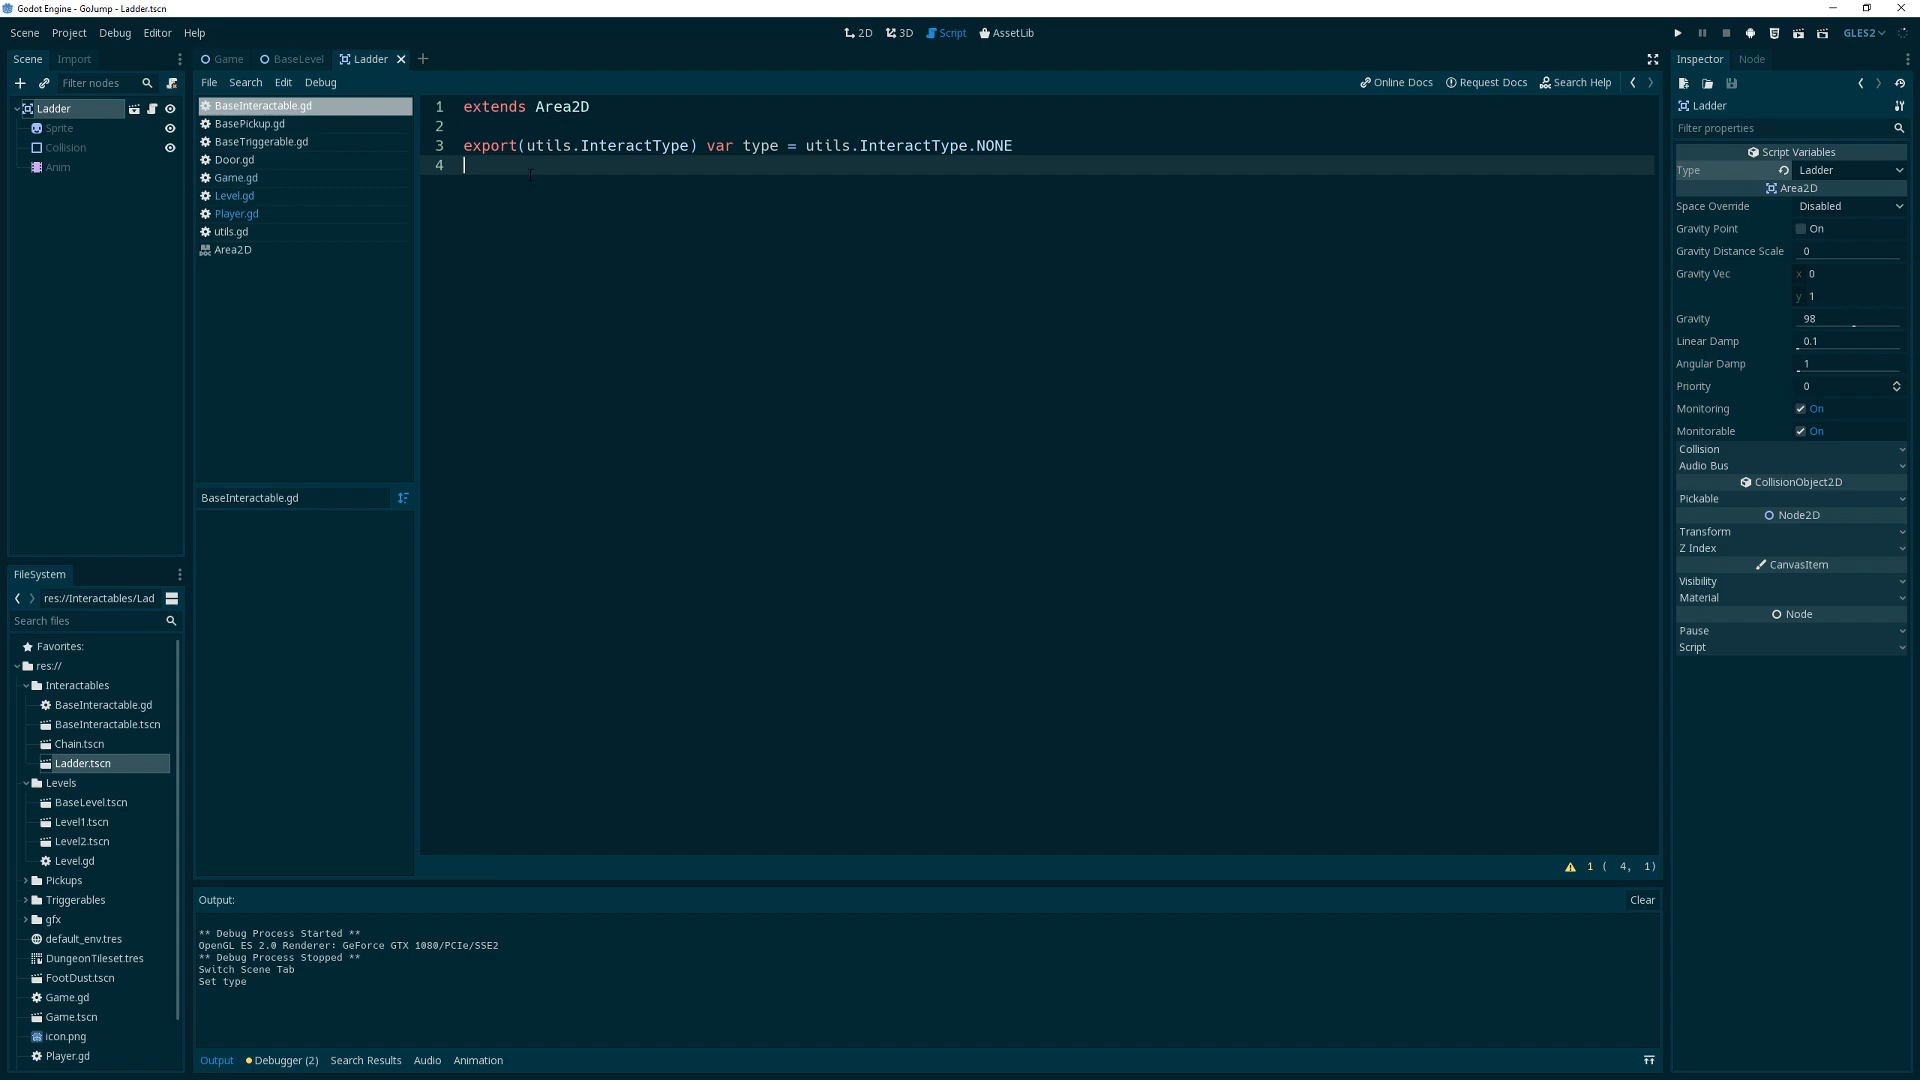 Godot Engine - GoJump - Ladder.tscn
Scene Project Debug Editor Help
2D 3D Script AssetLib
GLES2
Scene Import
Filter nodes
Ladder
Sprite
Collision
Anim
Game BaseLevel Ladder
File Search Edit Debug
Online Docs Request Docs Search Help
BaseInteractable.gd
BasePickup.gd
BaseTriggerable.gd
Door.gd
Game.gd
Level.gd
Player.gd
utils.gd
Area2D
BaseInteractable.gd
1 extends Area2D
2
3 export(utils.InteractType) var type = utils.InteractType.NONE
4
1 ( 4, 1)
FileSystem
res://Interactables/Lad
Search files
Favorites:
res://
Interactables
BaseInteractable.gd
BaseInteractable.tscn
Chain.tscn
Ladder.tscn
Levels
BaseLevel.tscn
Level1.tscn
Level2.tscn
Level.gd
Pickups
Triggerables
gfx
default_env.tres
DungeonTileset.tres
FootDust.tscn
Game.gd
Game.tscn
icon.png
Player.gd
Output:
Clear
** Debug Process Started **
OpenGL ES 2.0 Renderer: GeForce GTX 1080/PCIe/SSE2
** Debug Process Stopped **
Switch Scene Tab
Set type
Output Debugger (2) Search Results Audio Animation
Inspector Node
Ladder
Filter properties
Script Variables
Type Ladder
Area2D
Space Override Disabled
Gravity Point On
Gravity Distance Scale 0
Gravity Vec x 0
y 1
Gravity 98
Linear Damp 0.1
Angular Damp 1
Priority 0
Monitoring On
Monitorable On
Collision
Audio Bus
CollisionObject2D
Pickable
Node2D
Transform
Z Index
CanvasItem
Visibility
Material
Node
Pause
Script